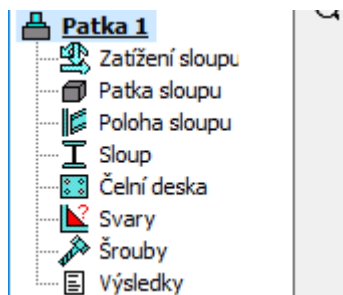 Patka 1
Zatížení sloupu
Patka sloupu
Poloha sloupu
Sloup
Čelní deska
Svary
Šrouby
Výsledky